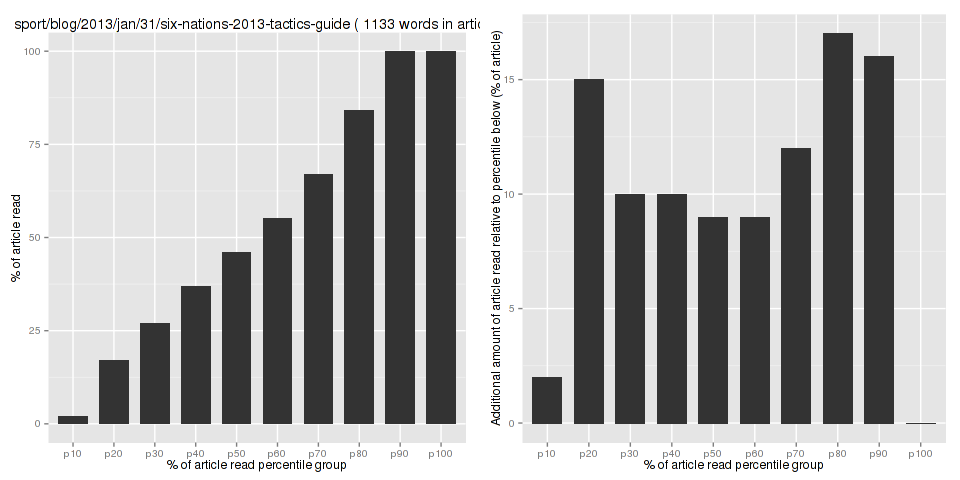 sport/blog/2013/jan/31/six-nations-2013-tactics-guide ( 1133 words in artic
100
75
50
25
0
% of article read
p10 p20 p30 p40 p50 p60 p70 p80 p90 p100
% of article read percentile group
15
10
5
0
Additional amount of article read relative to percentile below (% of article)
p10 p20 p30 p40 p50 p60 p70 p80 p90 p100
% of article read percentile group